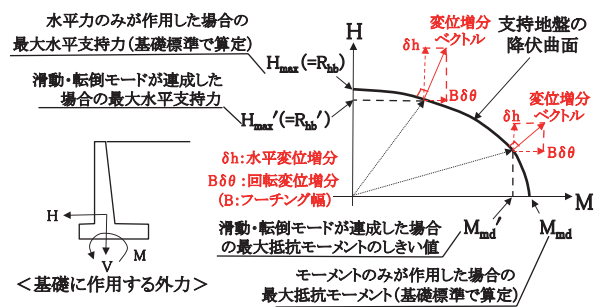 水平力のみが作用した場合の
最大水平支持力(基礎標準で算定)
滑動・転倒モードが連成した
場合の最大水平支持力
H
Hmax(=Rhb)
Hmax′(=Rhb′)
δh
変位増分
ベクトル
Bδθ
支持地盤の
降伏曲面
δh
変位増分
ベクトル
Bδθ
δh:水平変位増分
Bδθ:回転変位増分
(B:フーチング幅)
M
Mmd′
Mmd
滑動・転倒モードが連成した場合
の最大抵抗モーメントのしきい値
モーメントのみが作用した場合の
最大抵抗モーメント(基礎標準で算定)
H
V
M
<基礎に作用する外力>